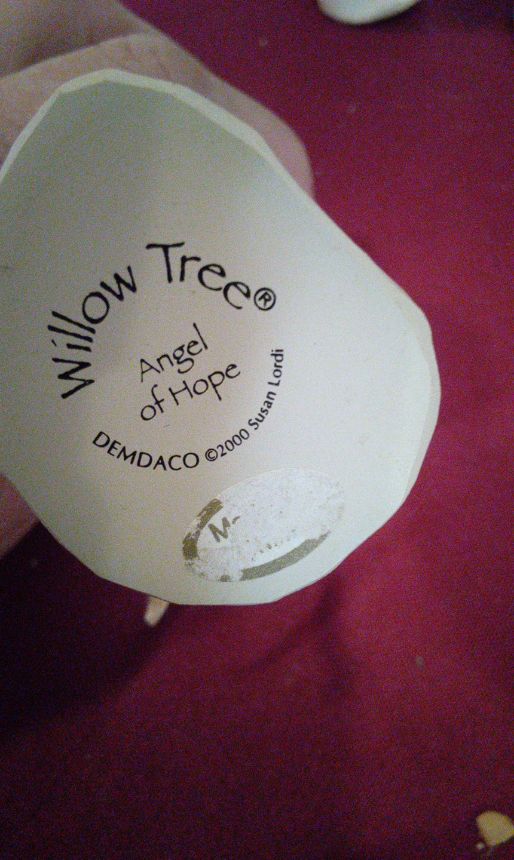 Willow Tree®
Angel
of Hope
DEMDACO ©2000 Susan Lordi